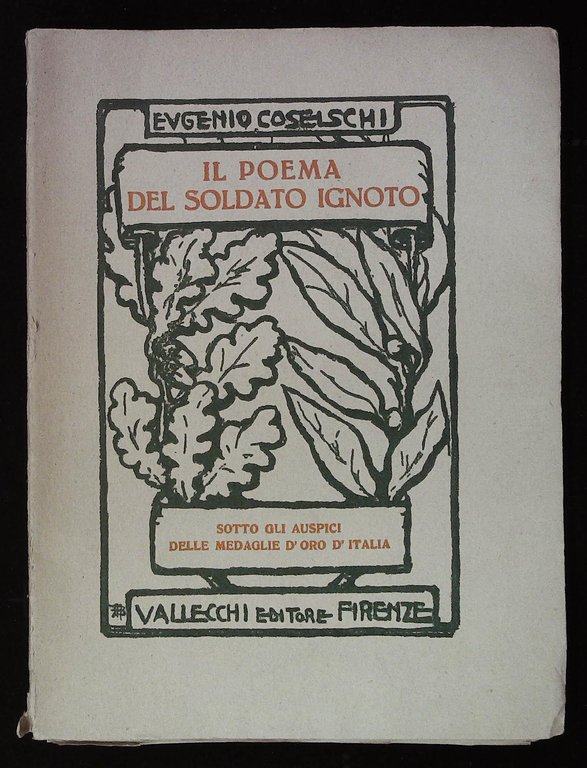 EVGENIO COSELSCHI
IL POEMA
DEL SOLDATO IGNOTO
SOTTO GLI AUSPICI
DELLE MEDAGLIE D'ORO D'ITALIA
VALLECCHI EDITORE FIRENZE